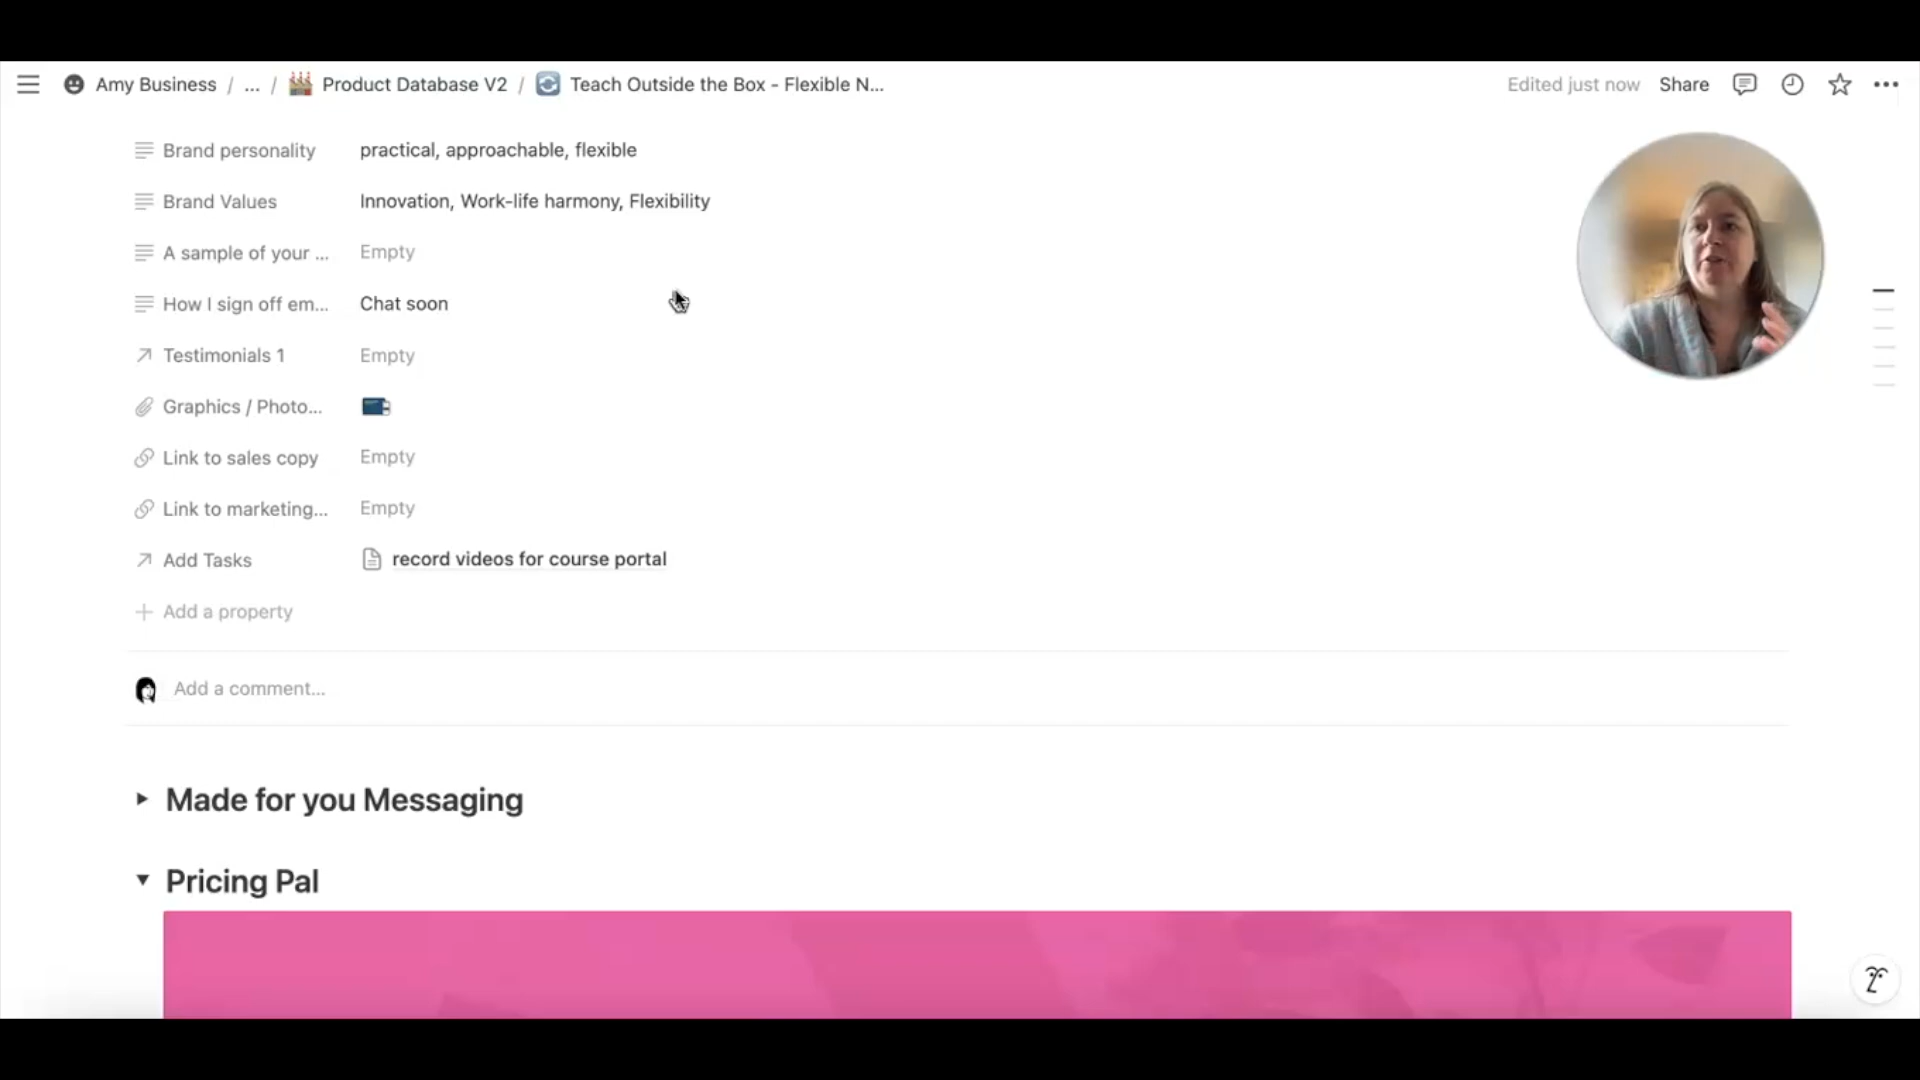 Amy Business / ... / Product Database V2 / Teach Outside the Box - Flexible N... Edited just now Share
Brand personality practical, approachable, flexible
Brand Values Innovation, Work-life harmony, Flexibility
A sample of your ... Empty
How I sign off em... Chat soon
Testimonials 1 Empty
Graphics / Photo...
Link to sales copy Empty
Link to marketing... Empty
Add Tasks record videos for course portal
Add a property
Add a comment...
Made for you Messaging
Pricing Pal